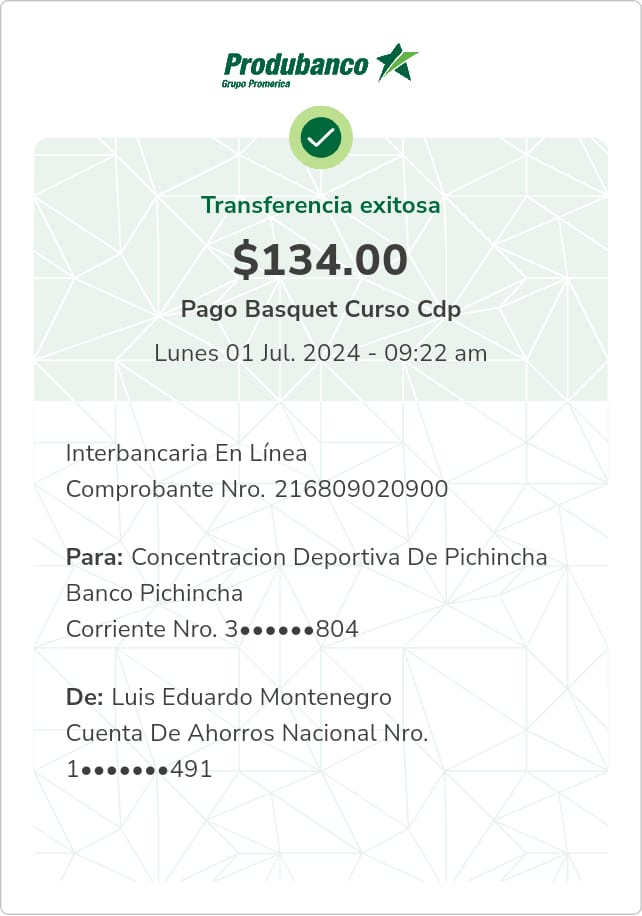 Produbanco
Grupo Promerica
Transferencia exitosa
$134.00
Pago Basquet Curso Cdp
Lunes 01 Jul. 2024 - 09:22 am
Interbancaria En Línea
Comprobante Nro. 216809020900
Para: Concentracion Deportiva De Pichincha
Banco Pichincha
Corriente Nro. 3••••••804
De: Luis Eduardo Montenegro
Cuenta De Ahorros Nacional Nro.
1•••••••491